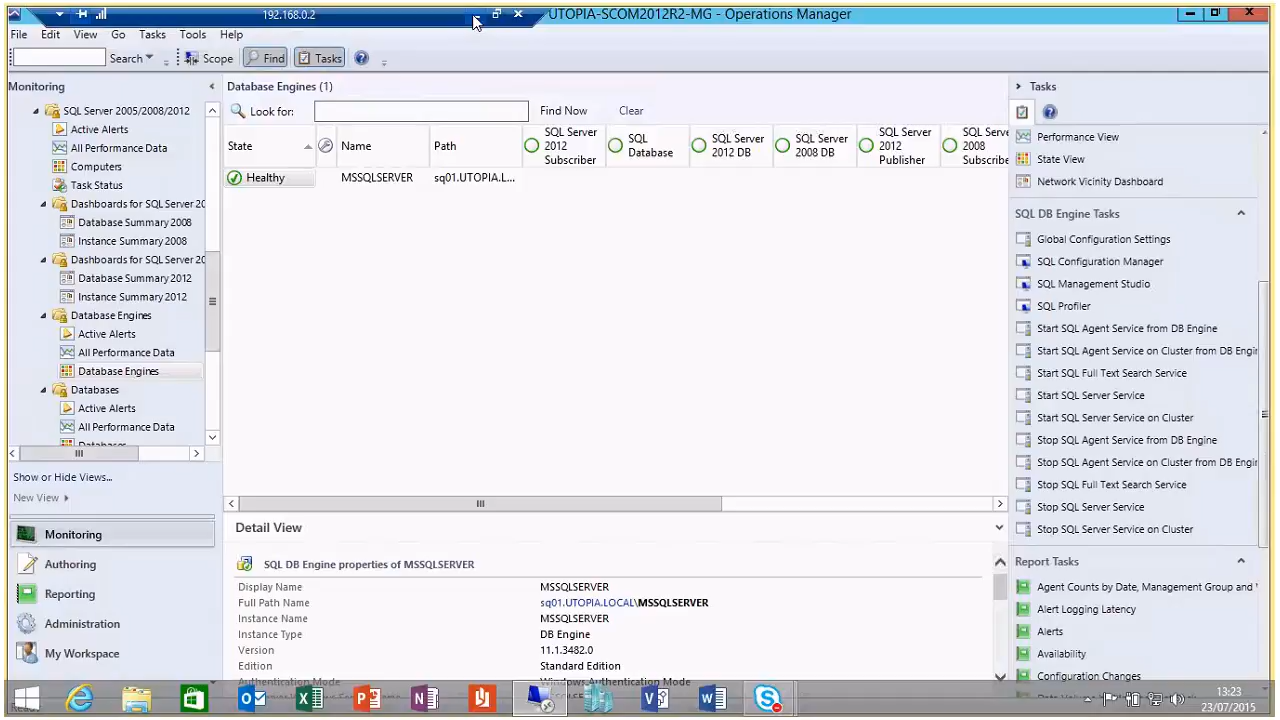 192.168.0.2
UTOPIA-SCOM2012R2-MG - Operations Manager
File Edit View Go Tasks Tools Help
Search Scope Find Tasks
Monitoring
SQL Server 2005/2008/2012
Active Alerts
All Performance Data
Computers
Task Status
Dashboards for SQL Server 20
Database Summary 2008
Instance Summary 2008
Dashboards for SQL Server 20
Database Summary 2012
Instance Summary 2012
Database Engines
Active Alerts
All Performance Data
Database Engines
Databases
Active Alerts
All Performance Data
Databases
Show or Hide Views...
New View
Monitoring
Authoring
Reporting
Administration
My Workspace
Database Engines (1)
Look for: Find Now Clear
State Name Path SQL Server 2012 Subscriber SQL Database SQL Server 2012 DB SQL Server 2008 DB SQL Server 2012 Publisher SQL Serve 2008 Subscribe
Healthy MSSQLSERVER sq01.UTOPIA.L...
Detail View
SQL DB Engine properties of MSSQLSERVER
Display Name MSSQLSERVER
Full Path Name sq01.UTOPIA.LOCAL\MSSQLSERVER
Instance Name MSSQLSERVER
Instance Type DB Engine
Version 11.1.3482.0
Edition Standard Edition
Authentication Mode Windows Authentication Mode
Tasks
Performance View
State View
Network Vicinity Dashboard
SQL DB Engine Tasks
Global Configuration Settings
SQL Configuration Manager
SQL Management Studio
SQL Profiler
Start SQL Agent Service from DB Engine
Start SQL Agent Service on Cluster from DB Engir
Start SQL Full Text Search Service
Start SQL Server Service
Start SQL Server Service on Cluster
Stop SQL Agent Service from DB Engine
Stop SQL Agent Service on Cluster from DB Engir
Stop SQL Full Text Search Service
Stop SQL Server Service
Stop SQL Server Service on Cluster
Report Tasks
Agent Counts by Date, Management Group and
Alert Logging Latency
Alerts
Availability
Configuration Changes
13:23
23/07/2015